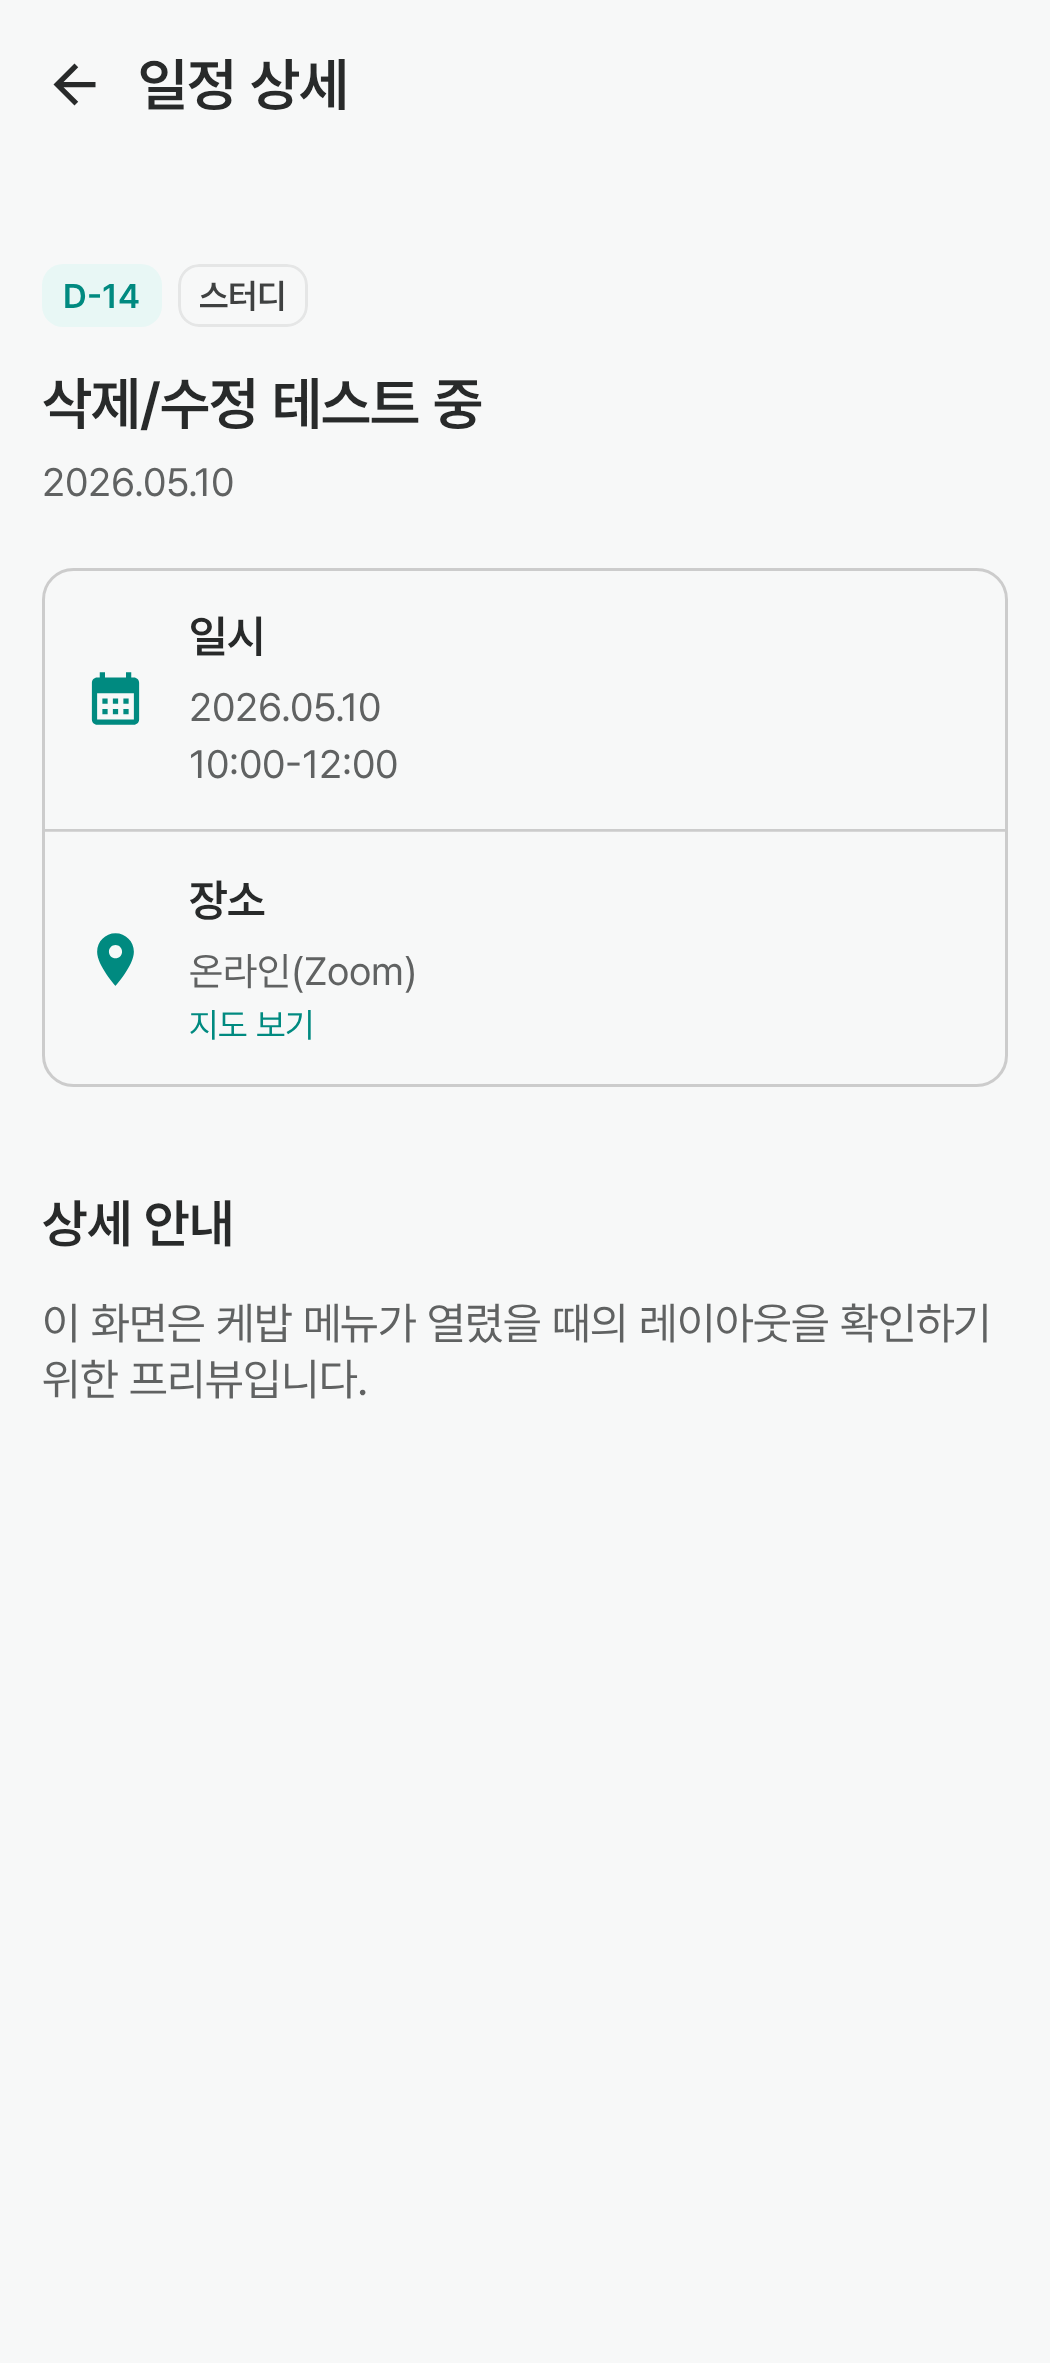 일정 상세
D-14
스터디
삭제/수정 테스트 중
2026.05.10
일시
2026.05.10
10:00-12:00
장소
온라인(Zoom)
지도 보기
상세 안내
이 화면은 케밥 메뉴가 열렸을 때의 레이아웃을 확인하기
위한 프리뷰입니다.